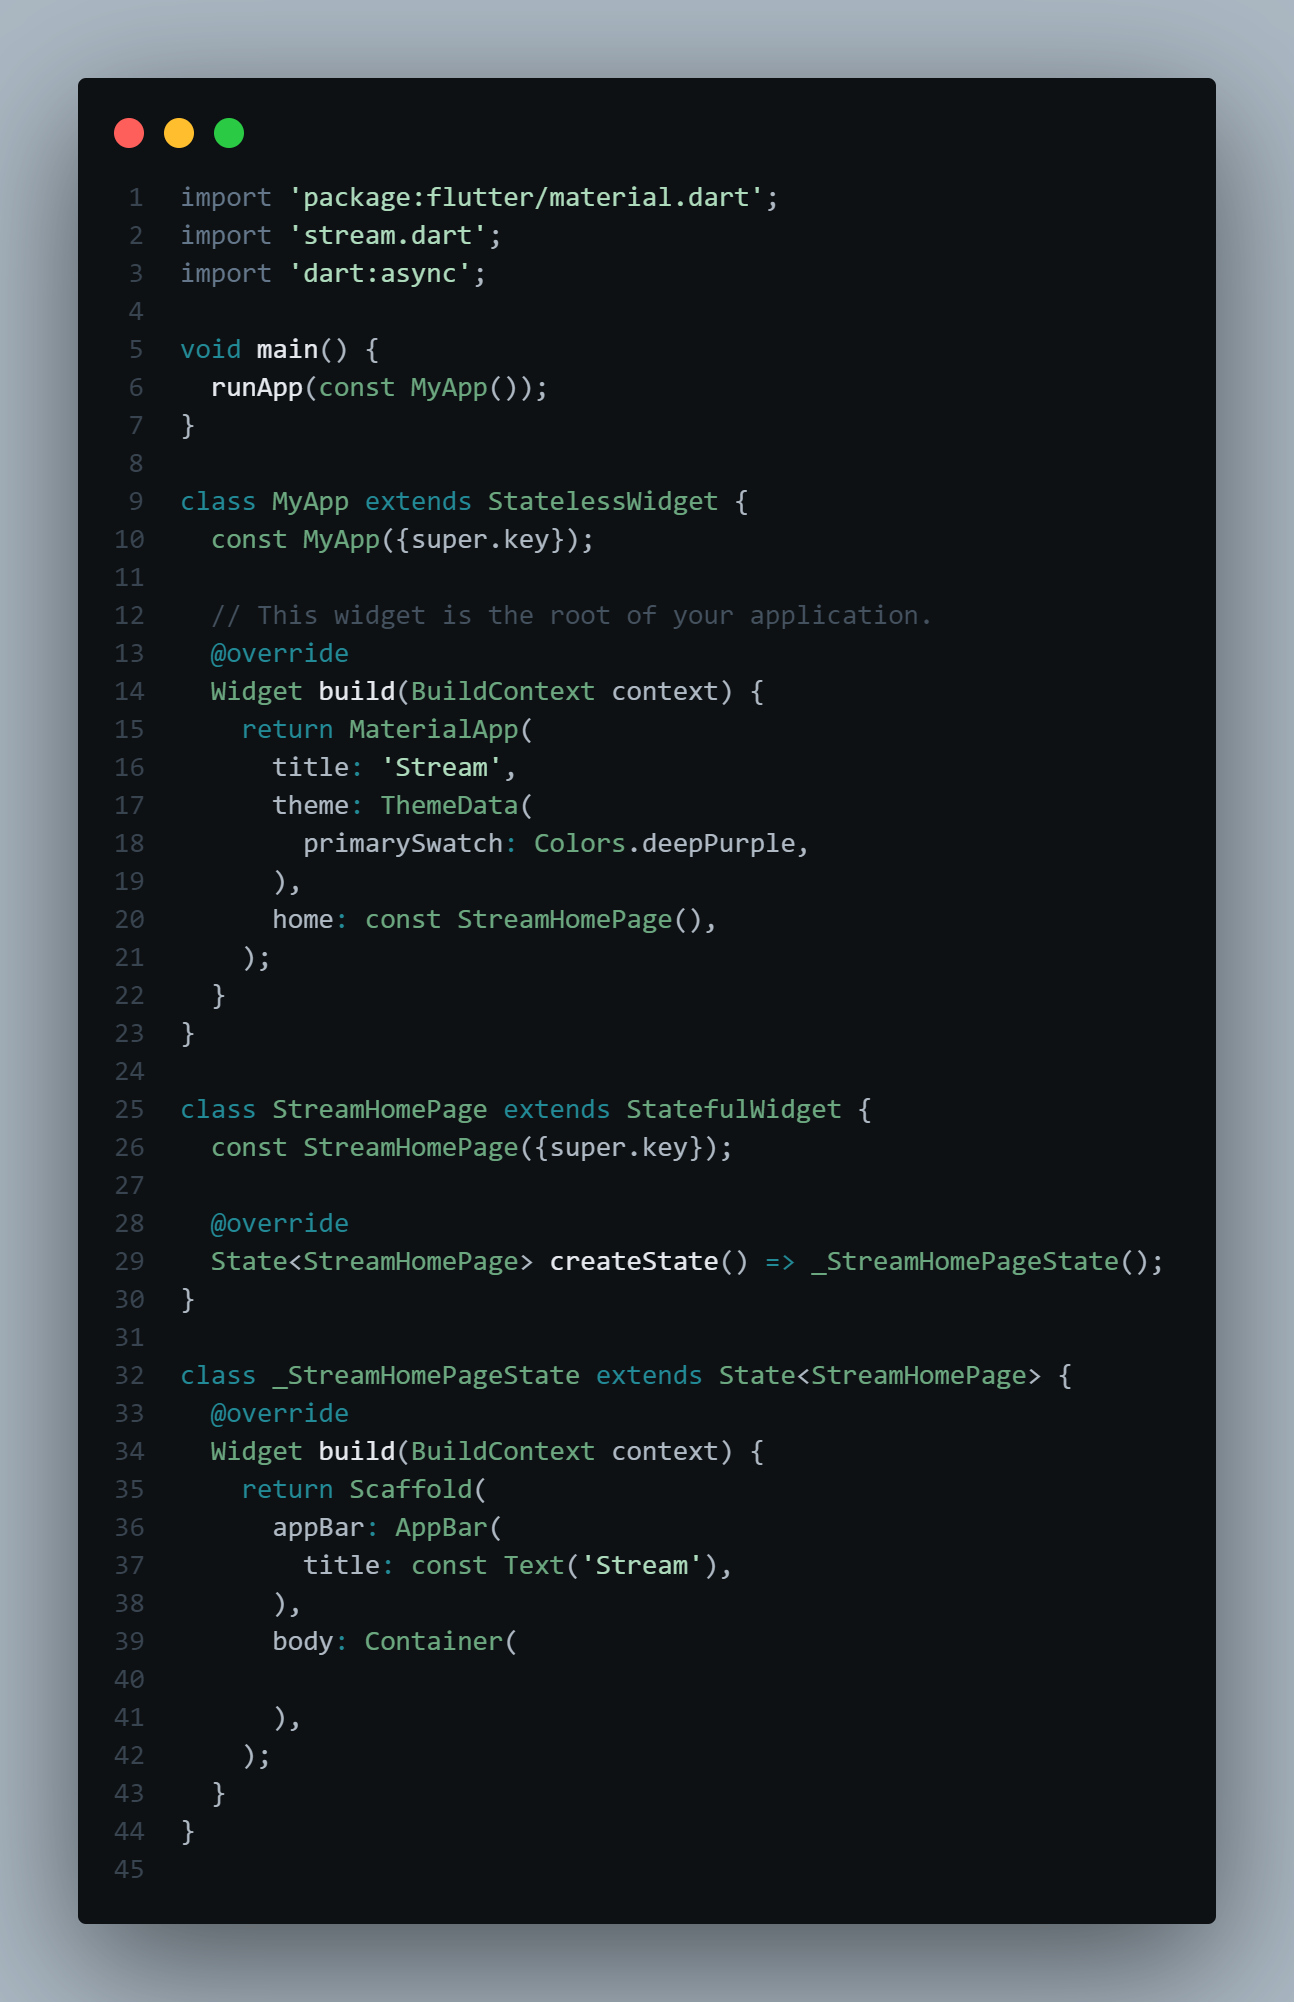 1 import 'package:flutter/material.dart';
2 import 'stream.dart';
3 import 'dart:async';
4
5 void main() {
6   runApp(const MyApp());
7 }
8
9 class MyApp extends StatelessWidget {
10   const MyApp({super.key});
11
12   // This widget is the root of your application.
13   @override
14   Widget build(BuildContext context) {
15     return MaterialApp(
16       title: 'Stream',
17       theme: ThemeData(
18         primarySwatch: Colors.deepPurple,
19       ),
20       home: const StreamHomePage(),
21     );
22   }
23 }
24
25 class StreamHomePage extends StatefulWidget {
26   const StreamHomePage({super.key});
27
28   @override
29   State<StreamHomePage> createState() => _StreamHomePageState();
30 }
31
32 class _StreamHomePageState extends State<StreamHomePage> {
33   @override
34   Widget build(BuildContext context) {
35     return Scaffold(
36       appBar: AppBar(
37         title: const Text('Stream'),
38       ),
39       body: Container(
40
41       ),
42     );
43   }
44 }
45